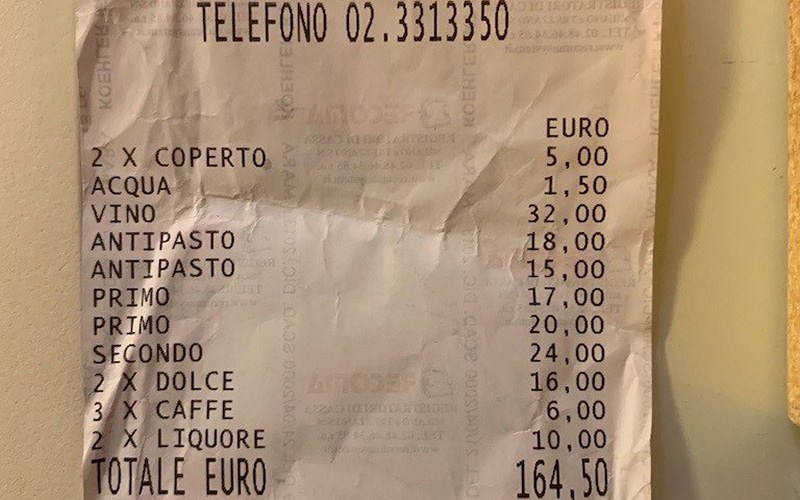 TELEFONO 02.3313350
EURO
2 X COPERTO 5,00
ACQUA 1,50
VINO 32,00
ANTIPASTO 18,00
ANTIPASTO 15,00
PRIMO 17,00
PRIMO 20,00
SECONDO 24,00
2 X DOLCE 16,00
3 X CAFFE 6,00
2 X LIQUORE 10,00
TOTALE EURO 164,50